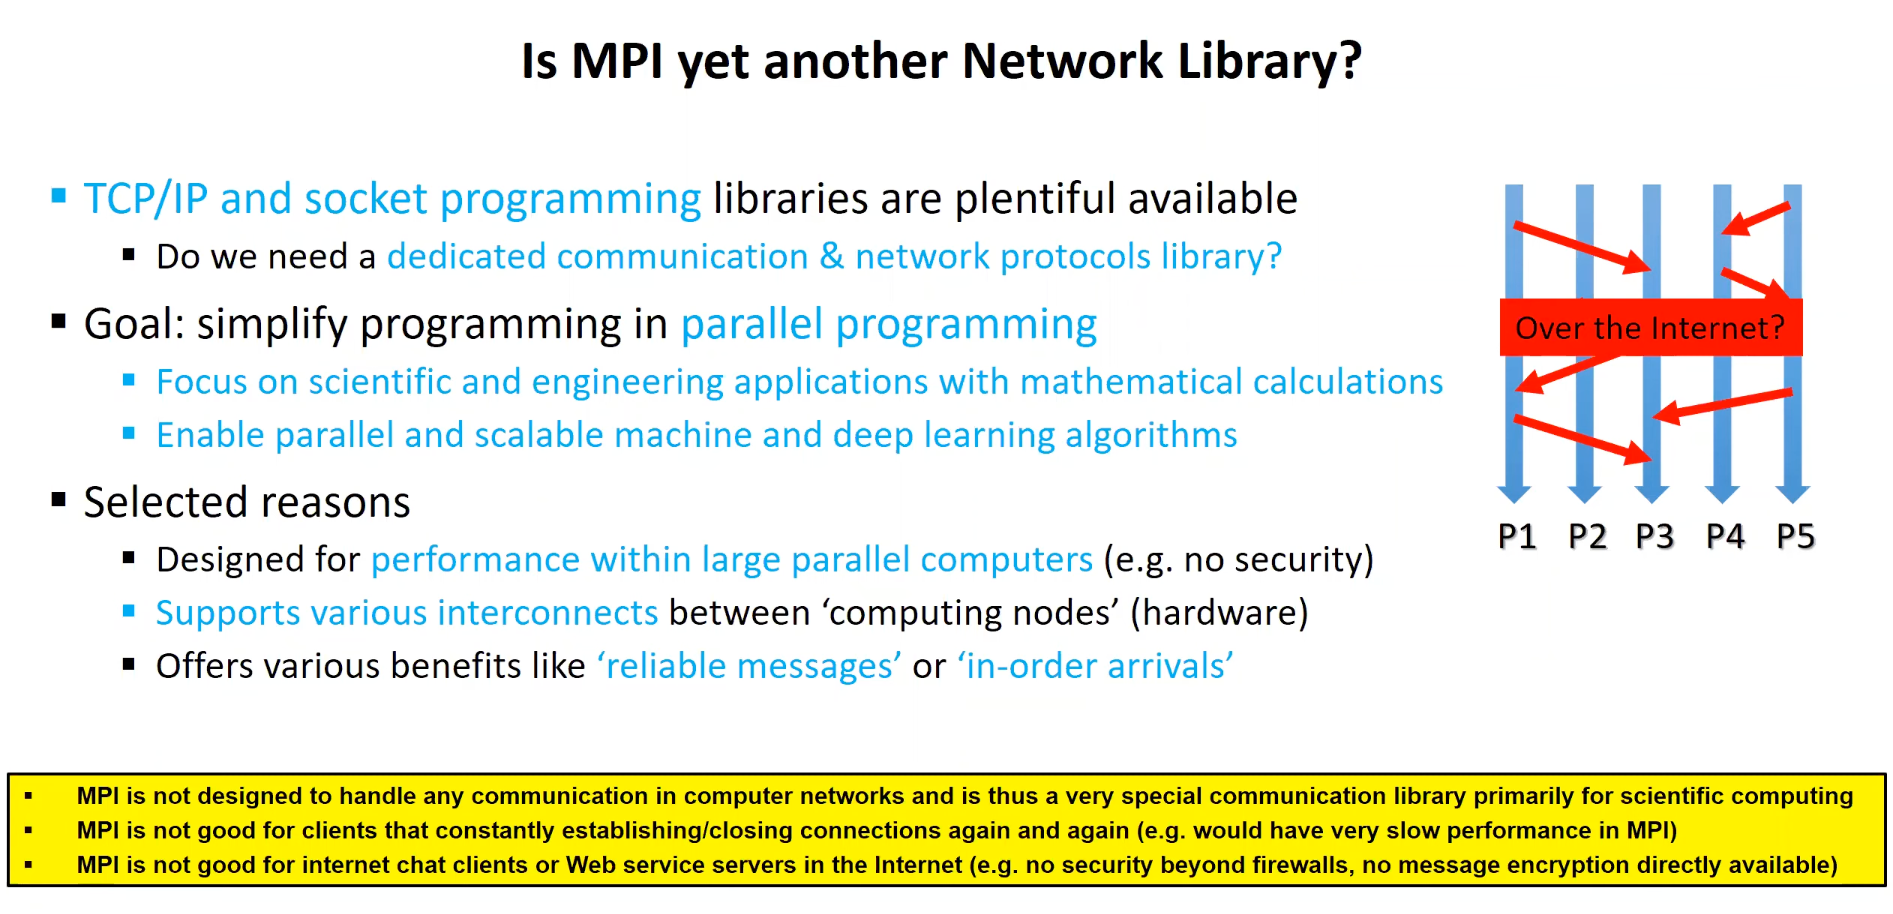 Is MPI yet another Network Library?
▪ TCP/IP and socket programming libraries are plentiful available
▪ Do we need a dedicated communication & network protocols library?
▪ Goal: simplify programming in parallel programming
▪ Focus on scientific and engineering applications with mathematical calculations
▪ Enable parallel and scalable machine and deep learning algorithms
▪ Selected reasons
▪ Designed for performance within large parallel computers (e.g. no security)
▪ Supports various interconnects between ‘computing nodes’ (hardware)
▪ Offers various benefits like ‘reliable messages’ or ‘in-order arrivals’
Over the Internet?
P1 P2 P3 P4 P5
▪ MPI is not designed to handle any communication in computer networks and is thus a very special communication library primarily for scientific computing
▪ MPI is not good for clients that constantly establishing/closing connections again and again (e.g. would have very slow performance in MPI)
▪ MPI is not good for internet chat clients or Web service servers in the Internet (e.g. no security beyond firewalls, no message encryption directly available)